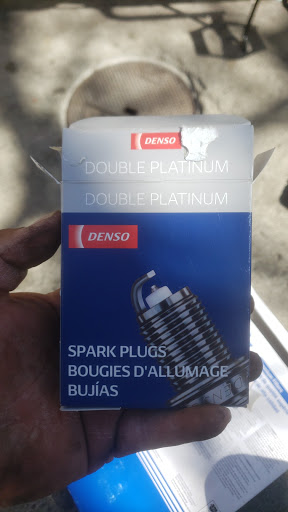 DENSO
DOUBLE PLATINUM
DOUBLE PLATINUM
DENSO
SPARK PLUGS
BOUGIES D'ALLUMAGE
BUJÍAS